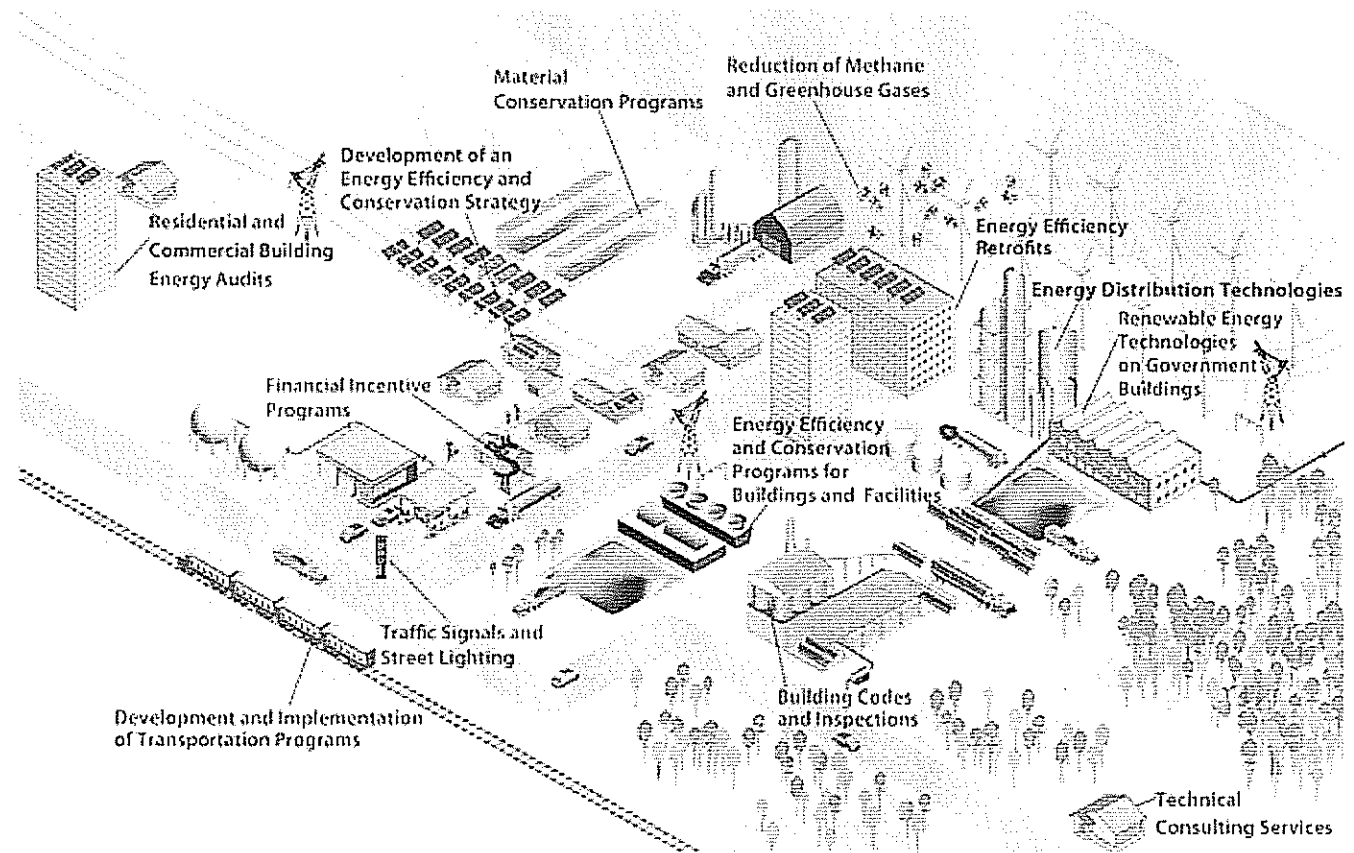 Material
Conservation Programs
Reduction of Methane
and Greenhouse Gases
Development of an
Energy Efficiency and
Conservation Strategy
Residential and
Commercial Building
Energy Audits
Energy Efficiency
Retrofits
Energy Distribution Technologies
Renewable Energy
Technologies
on Government
Buildings
Financial Incentive
Programs
Energy Efficiency
and Conservation
Programs for
Buildings and Facilities
Traffic Signals and
Street Lighting
Development and Implementation
of Transportation Programs
Building Codes
and Inspections
Technical
Consulting Services